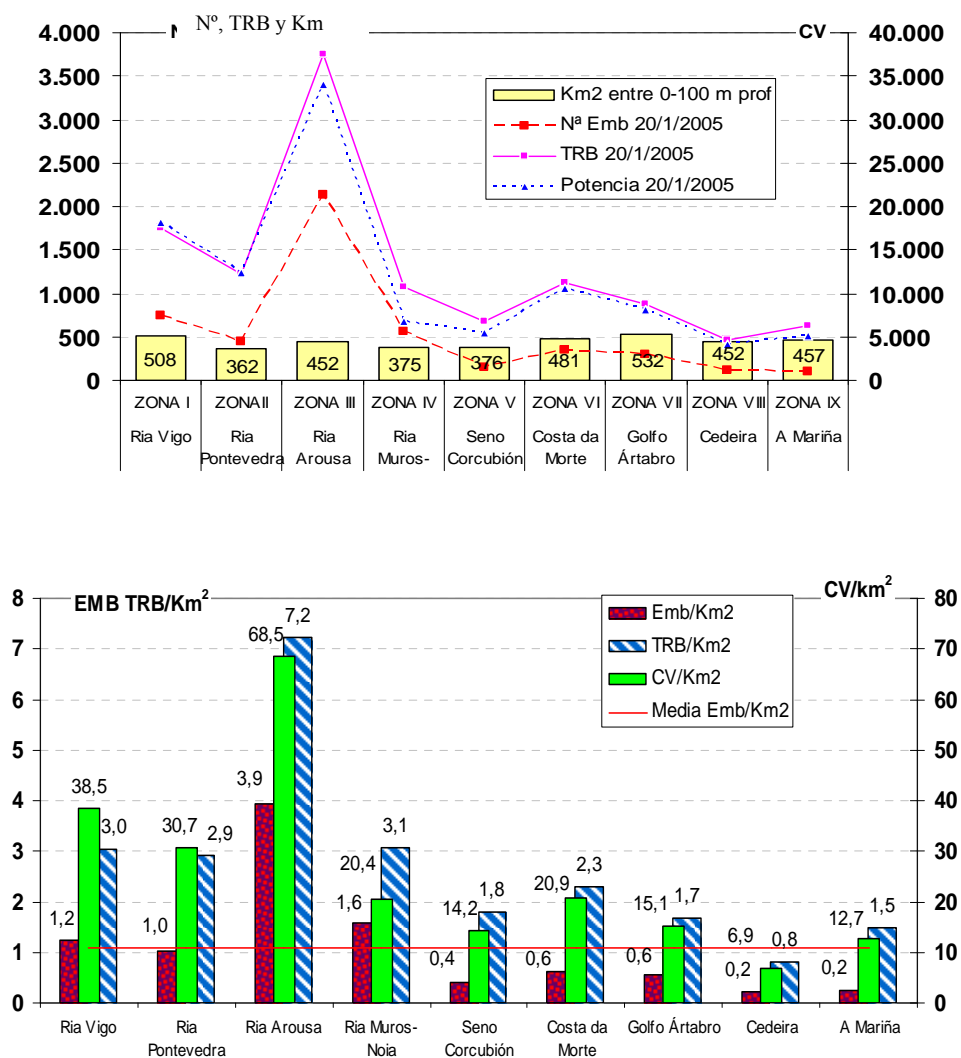 N Nº, TRB y Km CV
4.000 40.000
3.500 35.000
3.000 30.000
2.500 25.000
2.000 20.000
1.500 15.000
1.000 10.000
500 5.000
0 0
Km2 entre 0-100 m prof
Nª Emb 20/1/2005
TRB 20/1/2005
Potencia 20/1/2005
508 362 452 375 376 481 532 452 457
ZONA I ZONAII ZONA III ZONA IV ZONA V ZONA VI ZONA VII ZONA VIII ZONA IX
Ria Vigo Ria Ria Ria Seno Costa da Golfo Cedeira A Mariña
Pontevedra Arousa Muros- Corcubión Morte Ártabro
EMB TRB/Km2 CV/km2
8 80
7 70
6 60
5 50
4 40
3 30
2 20
1 10
0 0
Emb/Km2
TRB/Km2
CV/Km2
Media Emb/Km2
1,2 38,5 3,0
1,0 30,7 2,9
3,9 68,5 7,2
1,6 20,4 3,1
0,4 14,2 1,8
0,6 20,9 2,3
0,6 15,1 1,7
0,2 6,9 0,8
0,2 12,7 1,5
Ria Vigo Ria Ria Arousa Ria Muros- Seno Costa da Golfo Ártabro Cedeira A Mariña
Pontevedra Noia Corcubión Morte